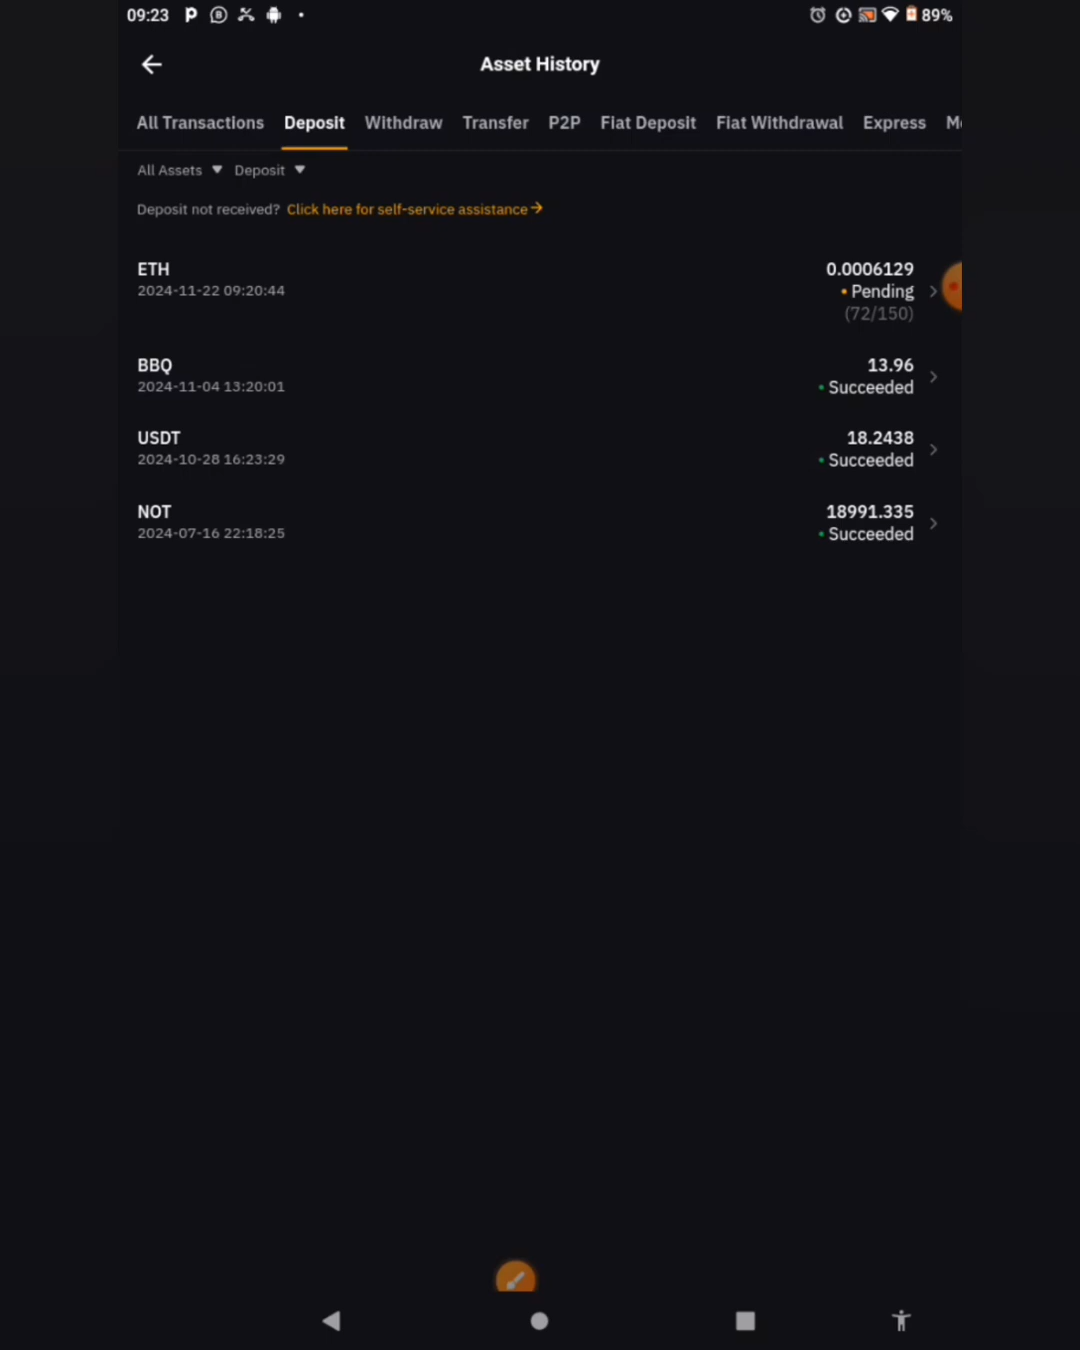 09:23
89%
Asset History
All Transactions Deposit Withdraw Transfer P2P Fiat Deposit Fiat Withdrawal Express
All Assets Deposit
Deposit not received? Click here for self-service assistance→
ETH 0.0006129
2024-11-22 09:20:44 Pending
(72/150)
BBQ 13.96
2024-11-04 13:20:01 Succeeded
USDT 18.2438
2024-10-28 16:23:29 Succeeded
NOT 18991.335
2024-07-16 22:18:25 Succeeded